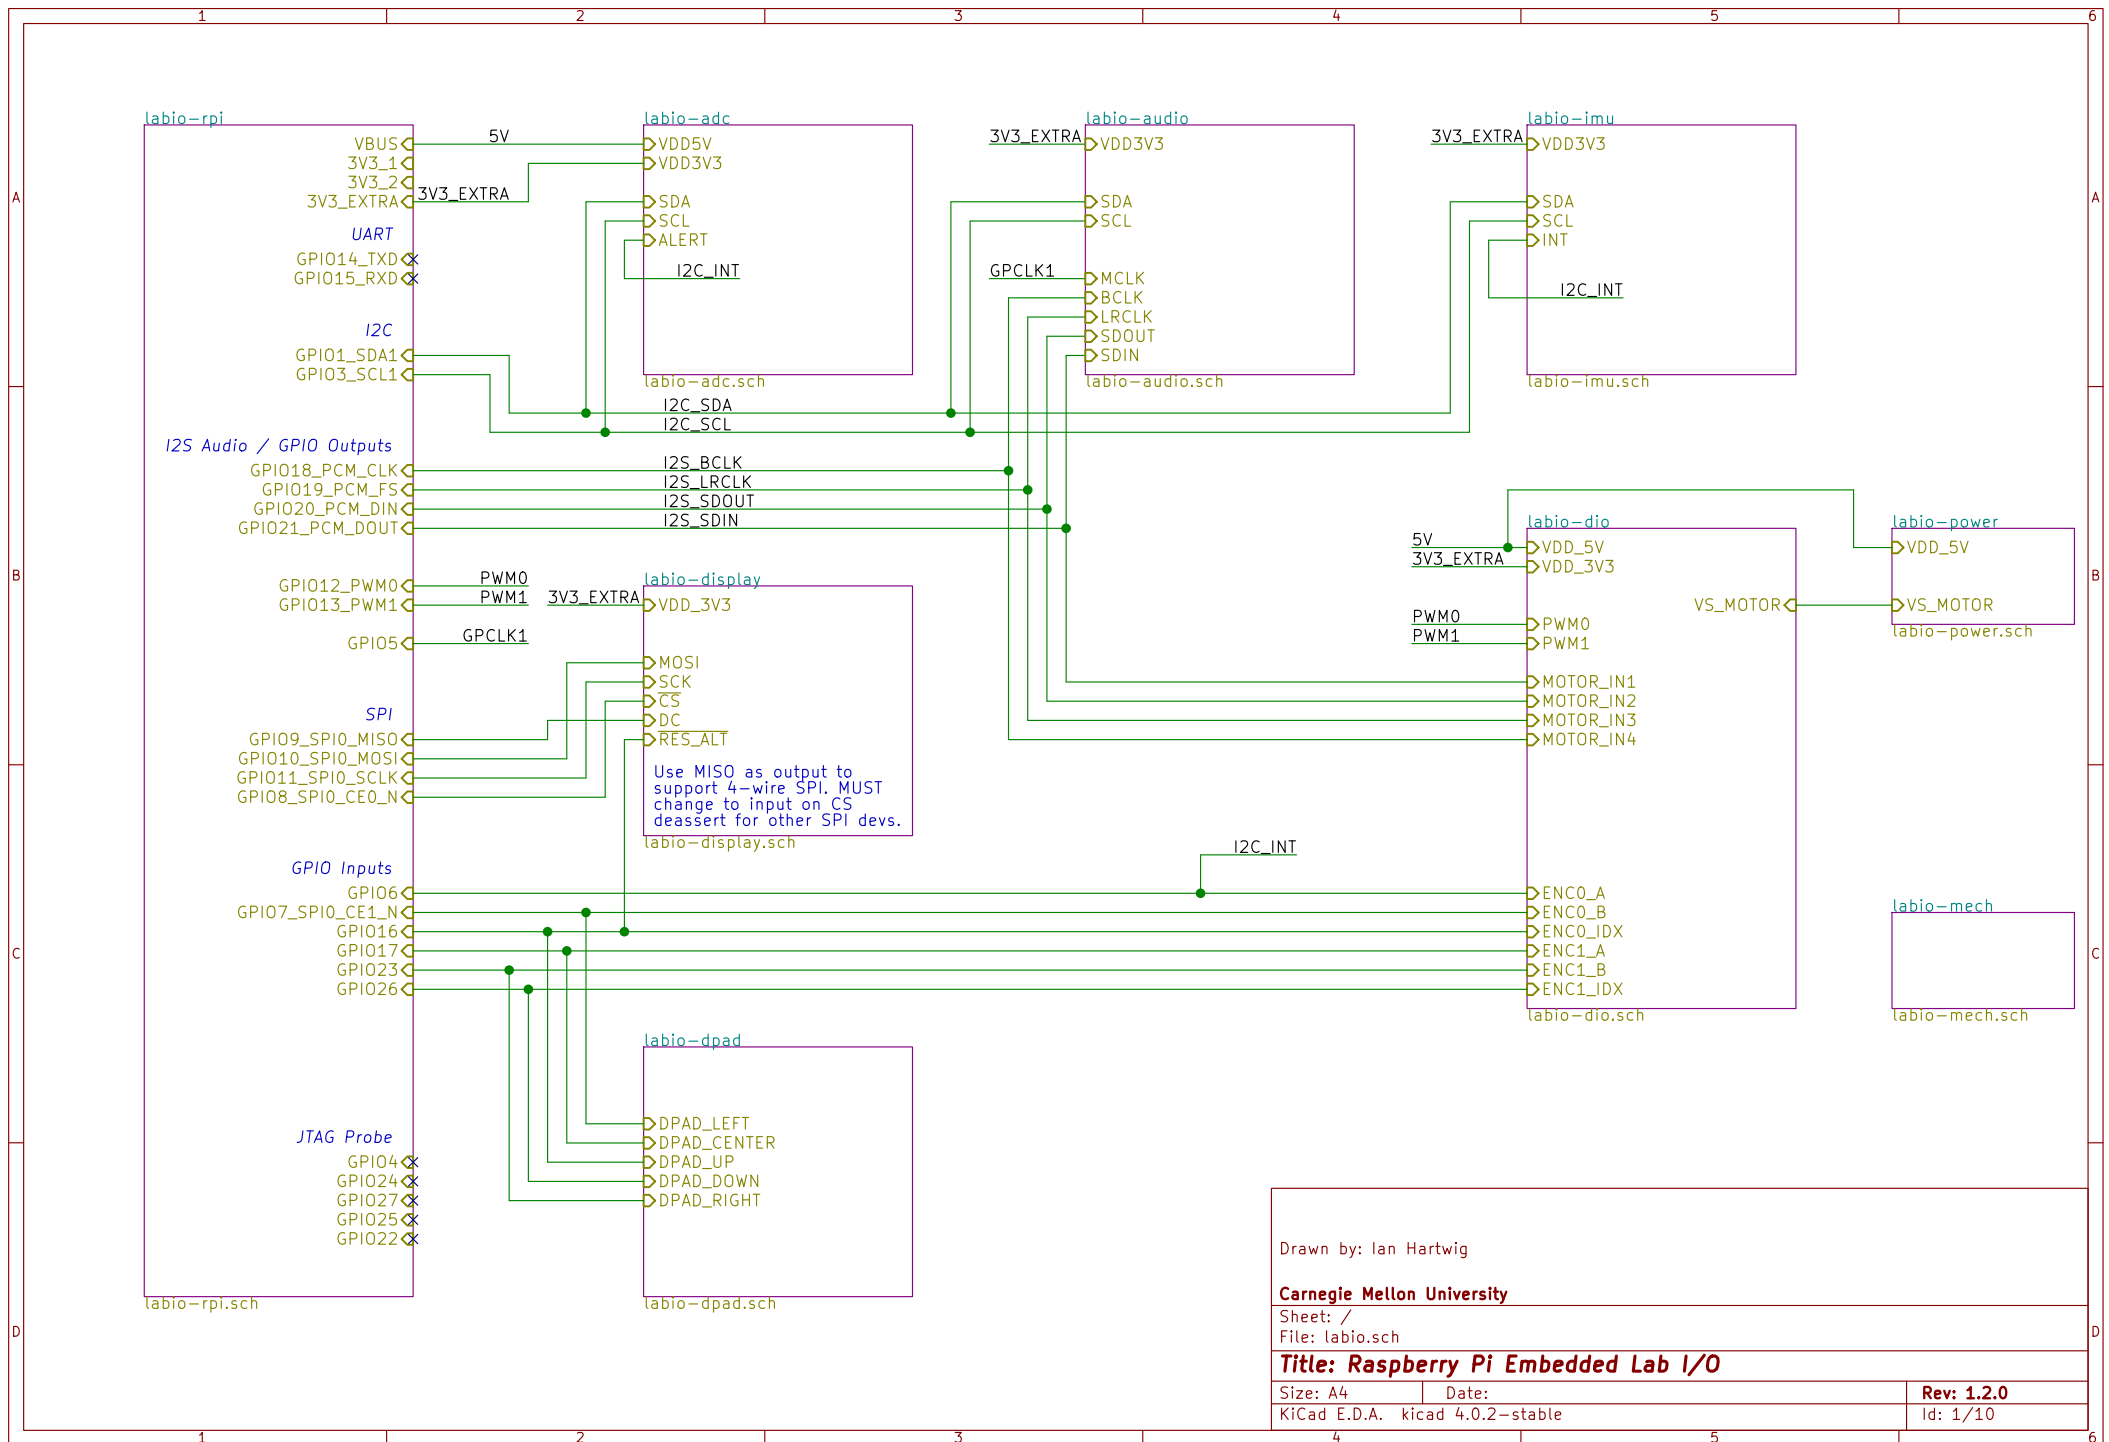 1 2 3 4 5 6
A
B
C
D
labio-rpi
VBUS
3V3_1
3V3_2
3V3_EXTRA
UART
GPIO14_TXD
GPIO15_RXD
I2C
GPIO1_SDA1
GPIO3_SCL1
I2S Audio / GPIO Outputs
GPIO18_PCM_CLK
GPIO19_PCM_FS
GPIO20_PCM_DIN
GPIO21_PCM_DOUT
GPIO12_PWM0
GPIO13_PWM1
GPIO5
SPI
GPIO9_SPI0_MISO
GPIO10_SPI0_MOSI
GPIO11_SPI0_SCLK
GPIO8_SPI0_CE0_N
GPIO Inputs
GPIO6
GPIO7_SPI0_CE1_N
GPIO16
GPIO17
GPIO23
GPIO26
JTAG Probe
GPIO4
GPIO24
GPIO27
GPIO25
GPIO22
labio-rpi.sch
5V
3V3_EXTRA
labio-adc
VDD5V
VDD3V3
SDA
SCL
ALERT
I2C_INT
labio-adc.sch
I2C_SDA
I2C_SCL
I2S_BCLK
I2S_LRCLK
I2S_SDOUT
I2S_SDIN
PWM0
PWM1
GPCLK1
3V3_EXTRA
labio-display
VDD_3V3
MOSI
SCK
CS
DC
RES_ALT
Use MISO as output to
support 4-wire SPI. MUST
change to input on CS
deassert for other SPI devs.
labio-display.sch
labio-dpad
DPAD_LEFT
DPAD_CENTER
DPAD_UP
DPAD_DOWN
DPAD_RIGHT
labio-dpad.sch
labio-audio
3V3_EXTRA
VDD3V3
SDA
SCL
GPCLK1
MCLK
BCLK
LRCLK
SDOUT
SDIN
labio-audio.sch
labio-imu
3V3_EXTRA
VDD3V3
SDA
SCL
INT
I2C_INT
labio-imu.sch
labio-dio
5V
3V3_EXTRA
VDD_5V
VDD_3V3
VS_MOTOR
PWM0
PWM1
PWM0
PWM1
MOTOR_IN1
MOTOR_IN2
MOTOR_IN3
MOTOR_IN4
I2C_INT
ENC0_A
ENC0_B
ENC0_IDX
ENC1_A
ENC1_B
ENC1_IDX
labio-dio.sch
labio-power
VDD_5V
VS_MOTOR
labio-power.sch
labio-mech
labio-mech.sch
Drawn by: Ian Hartwig
Carnegie Mellon University
Sheet: /
File: labio.sch
Title: Raspberry Pi Embedded Lab I/O
Size: A4 Date: Rev: 1.2.0
KiCad E.D.A. kicad 4.0.2-stable Id: 1/10
A
B
C
D
1 2 3 4 5 6